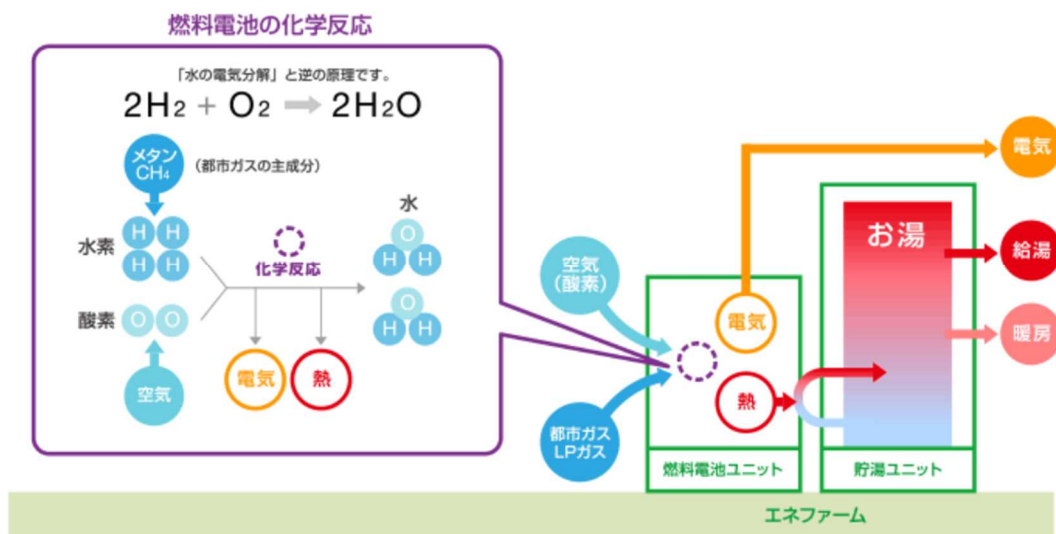 燃料電池の化学反応
「水の電気分解」と逆の原理です。
2H₂ + O₂ → 2H₂O
メタン
CH₄
(都市ガスの主成分)
水素
H H
H H
酸素
O O
空気
化学反応
電気
熱
水
O
H H
O
H H
空気
(酸素)
都市ガス
LPガス
電気
熱
燃料電池ユニット
お湯
貯湯ユニット
電気
給湯
暖房
エネファーム